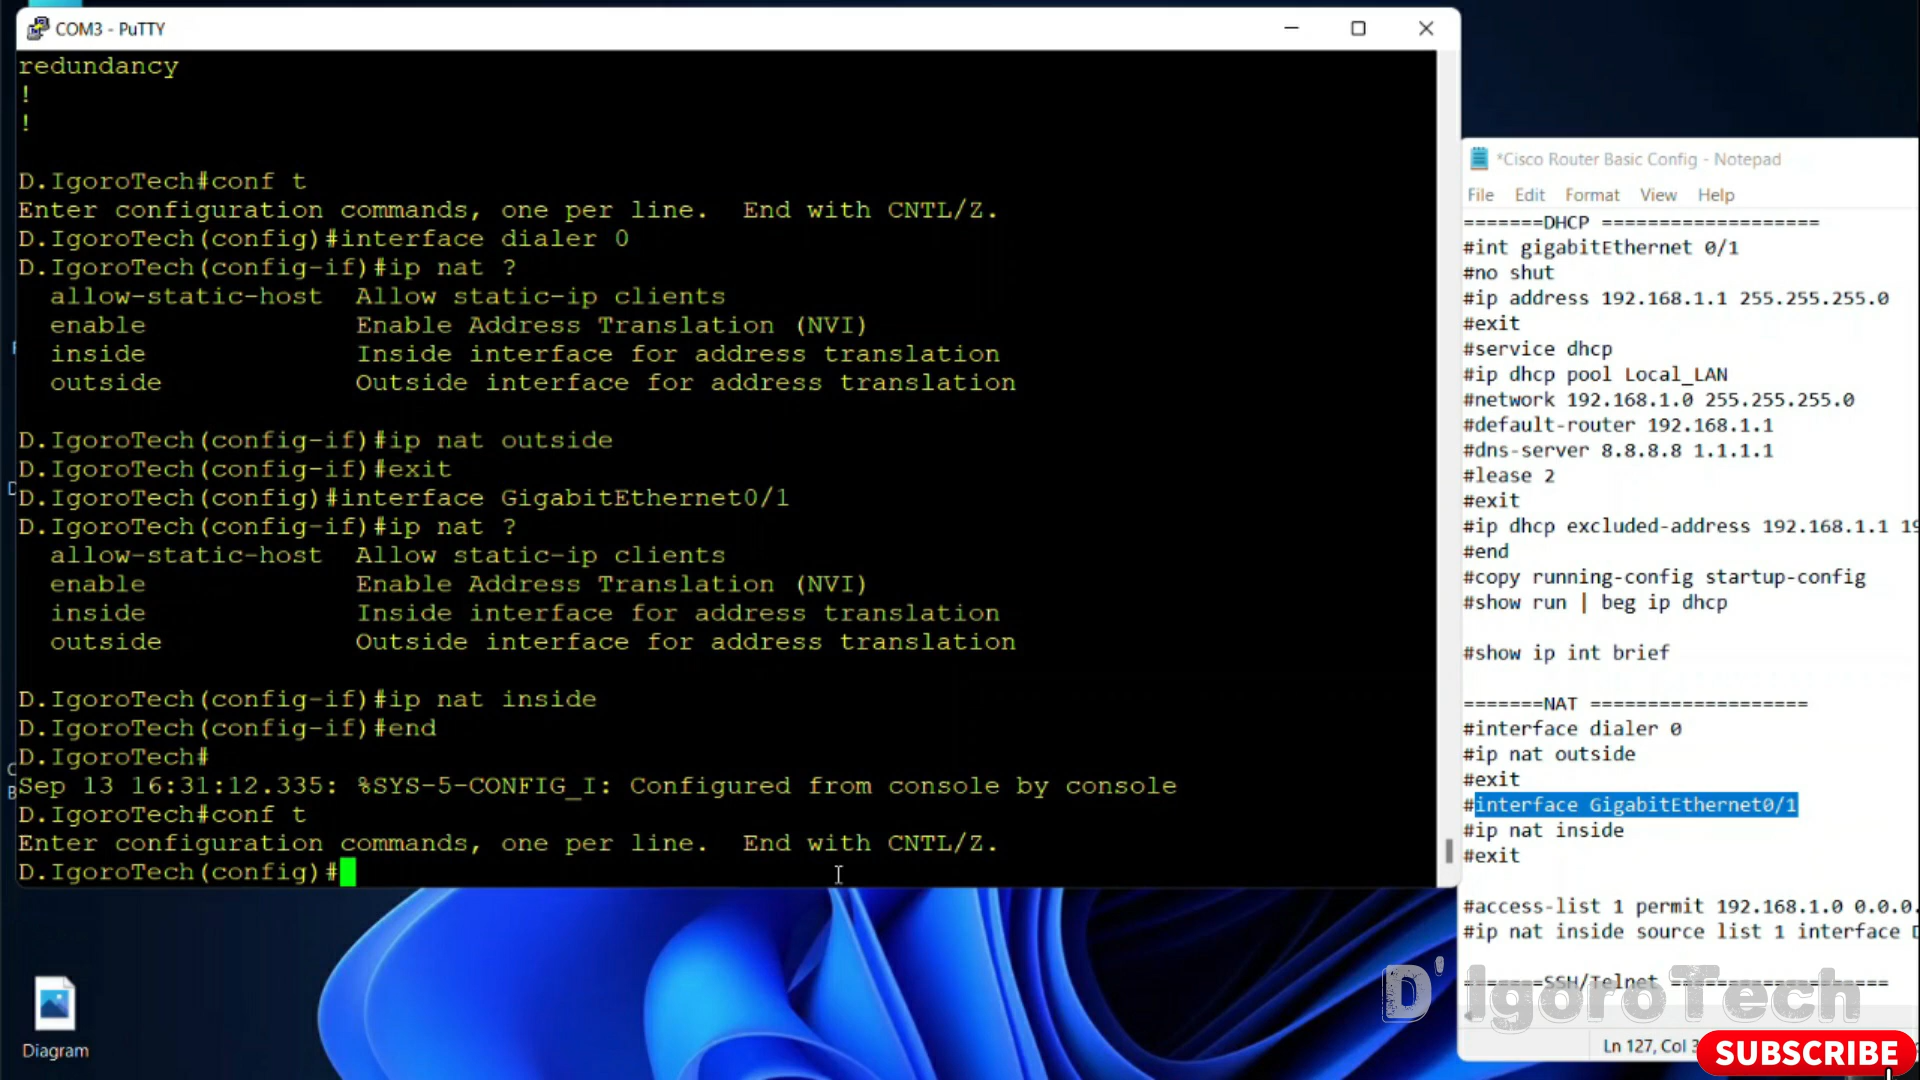 COM3 - PuTTY
redundancy
!
!
D.IgoroTech#conf t
Enter configuration commands, one per line.  End with CNTL/Z.
D.IgoroTech(config)#interface dialer 0
D.IgoroTech(config-if)#ip nat ?
allow-static-host  Allow static-ip clients
enable             Enable Address Translation (NVI)
inside             Inside interface for address translation
outside            Outside interface for address translation
D.IgoroTech(config-if)#ip nat outside
D.IgoroTech(config-if)#exit
D.IgoroTech(config)#interface GigabitEthernet0/1
D.IgoroTech(config-if)#ip nat ?
allow-static-host  Allow static-ip clients
enable             Enable Address Translation (NVI)
inside             Inside interface for address translation
outside            Outside interface for address translation
D.IgoroTech(config-if)#ip nat inside
D.IgoroTech(config-if)#end
D.IgoroTech#
Sep 13 16:31:12.335: %SYS-5-CONFIG_I: Configured from console by console
D.IgoroTech#conf t
Enter configuration commands, one per line.  End with CNTL/Z.
D.IgoroTech(config)#
*Cisco Router Basic Config - Notepad
File Edit Format View Help
=======DHCP ===================
#int gigabitEthernet 0/1
#no shut
#ip address 192.168.1.1 255.255.255.0
#exit
#service dhcp
#ip dhcp pool Local_LAN
#network 192.168.1.0 255.255.255.0
#default-router 192.168.1.1
#dns-server 8.8.8.8 1.1.1.1
#lease 2
#exit
#ip dhcp excluded-address 192.168.1.1 19
#end
#copy running-config startup-config
#show run | beg ip dhcp
#show ip int brief
=======NAT ===================
#interface dialer 0
#ip nat outside
#exit
#interface GigabitEthernet0/1
#ip nat inside
#exit
#access-list 1 permit 192.168.1.0 0.0.0.
#ip nat inside source list 1 interface D
=======SSH/Telnet ===================
D'IgoroTech
Ln 127, Col 3
SUBSCRIBE
Diagram